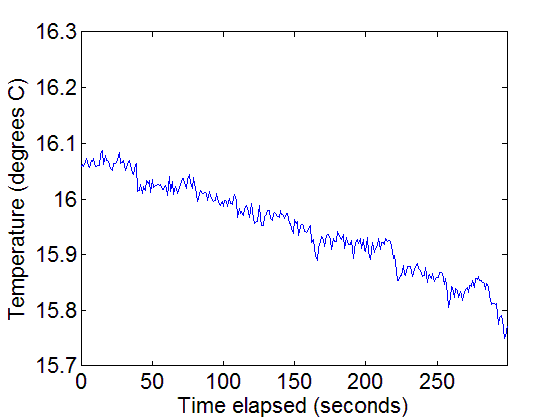 16.3
16.2
16.1
16
15.9
15.8
15.7
Temperature (degrees C)
0 50 100 150 200 250
Time elapsed (seconds)